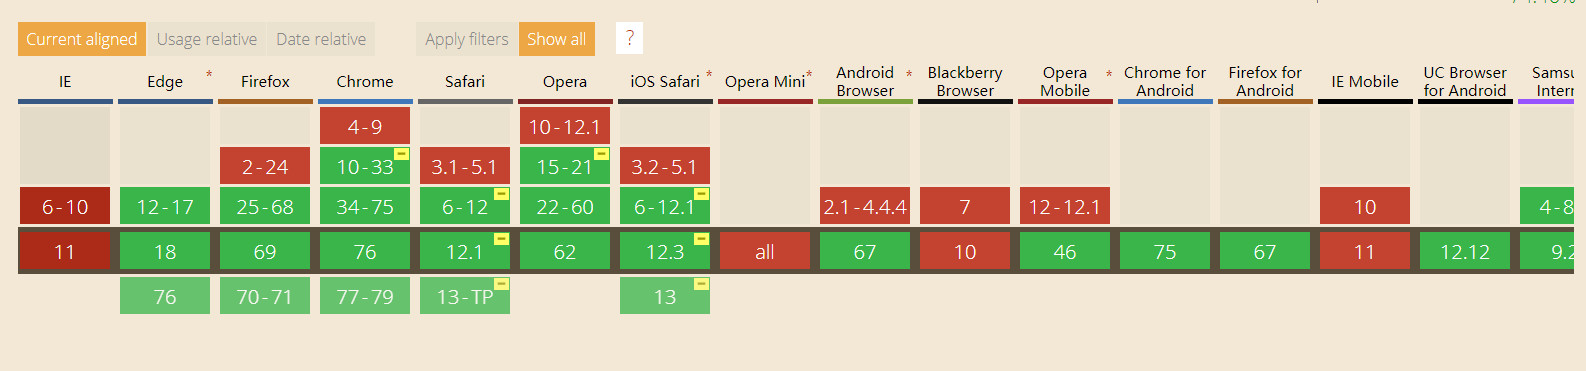 Current aligned Usage relative Date relative Apply filters Show all ?
IE Edge * Firefox Chrome Safari Opera iOS Safari * Opera Mini * Android Browser * Blackberry Browser Opera Mobile * Chrome for Android Firefox for Android IE Mobile UC Browser for Android
4-9 10-12.1
2-24 10-33 3.1-5.1 15-21 3.2-5.1
6-10 12-17 25-68 34-75 6-12 22-60 6-12.1 2.1-4.4.4 7 12-12.1 10 4-8
11 18 69 76 12.1 62 12.3 all 67 10 46 75 67 11 12.12 9.2
76 70-71 77-79 13-TP 13